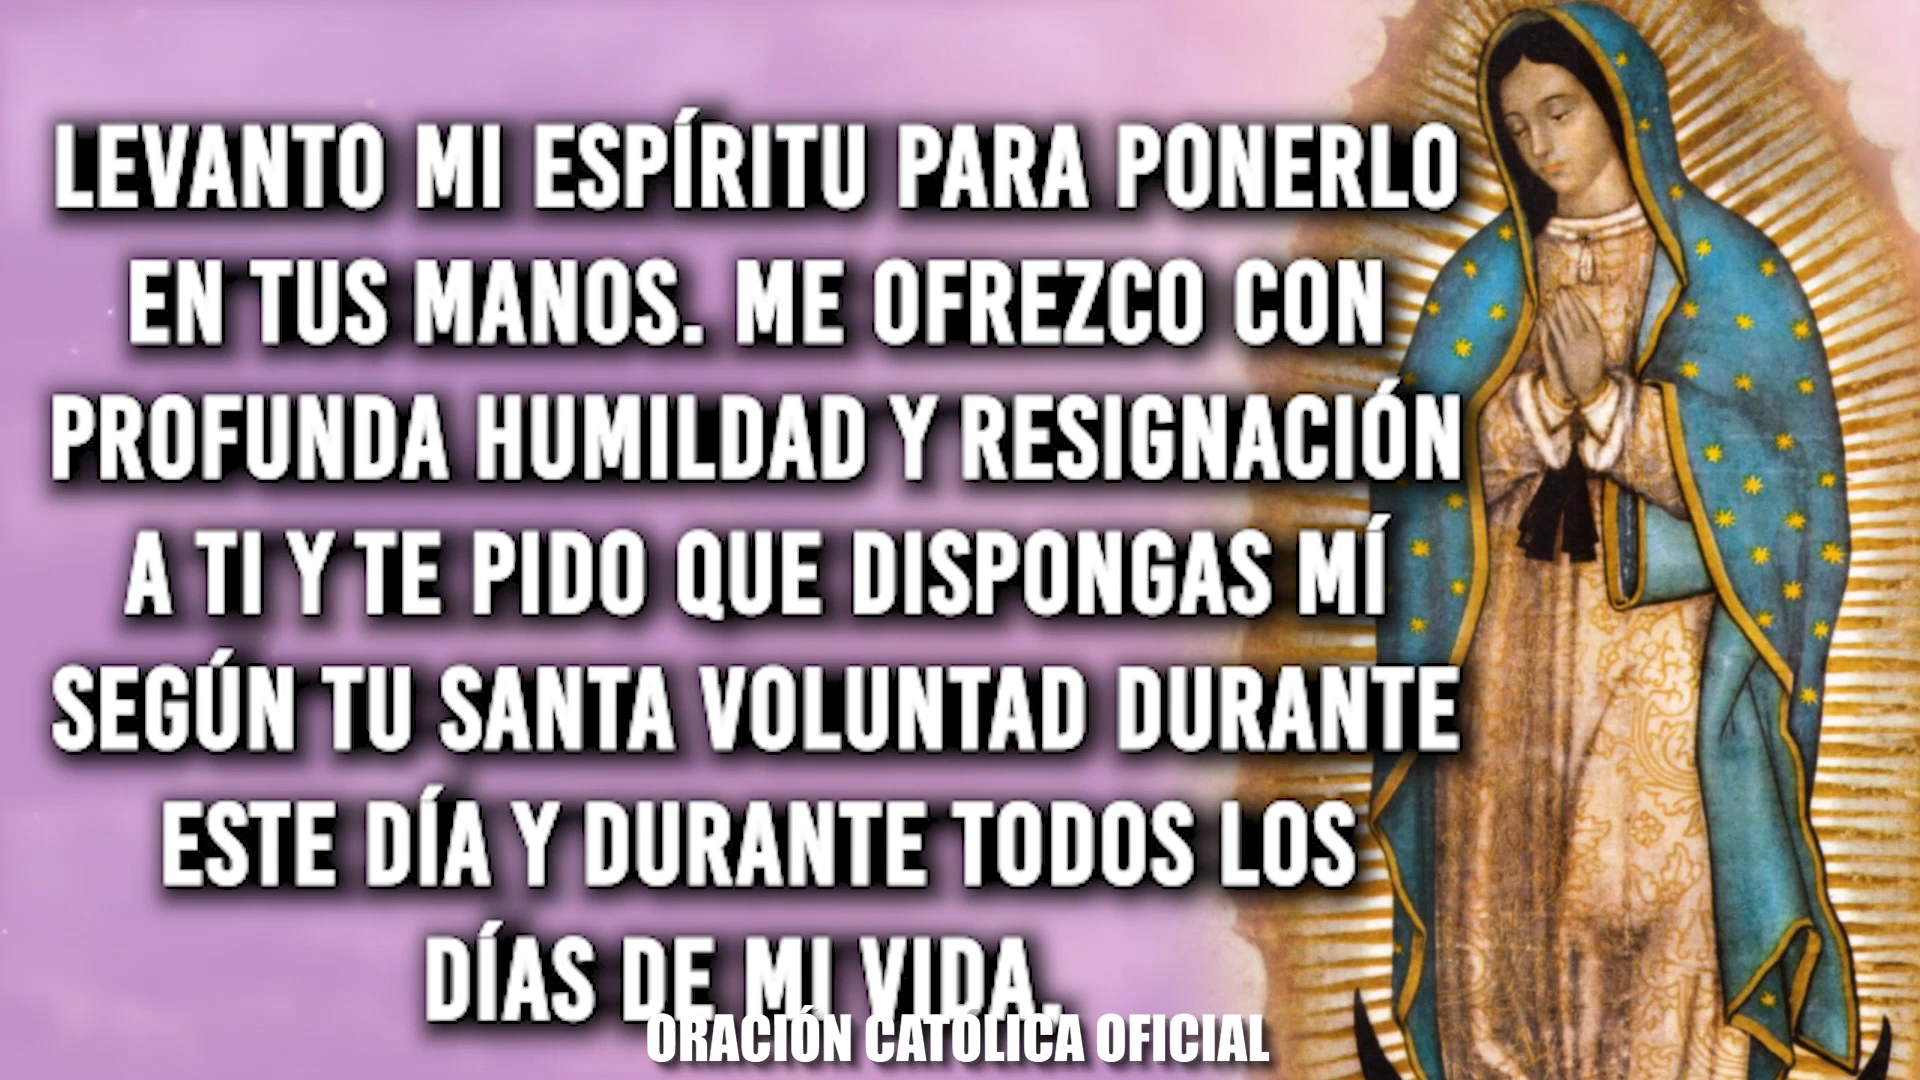 LEVANTO MI ESPÍRITU PARA PONERLO
EN TUS MANOS. ME OFREZCO CON
PROFUNDA HUMILDAD Y RESIGNACIÓN
A TI Y TE PIDO QUE DISPONGAS MÍ
SEGÚN TU SANTA VOLUNTAD DURANTE
ESTE DÍA Y DURANTE TODOS LOS
DÍAS DE MI VIDA.
ORACIÓN CATÓLICA OFICIAL